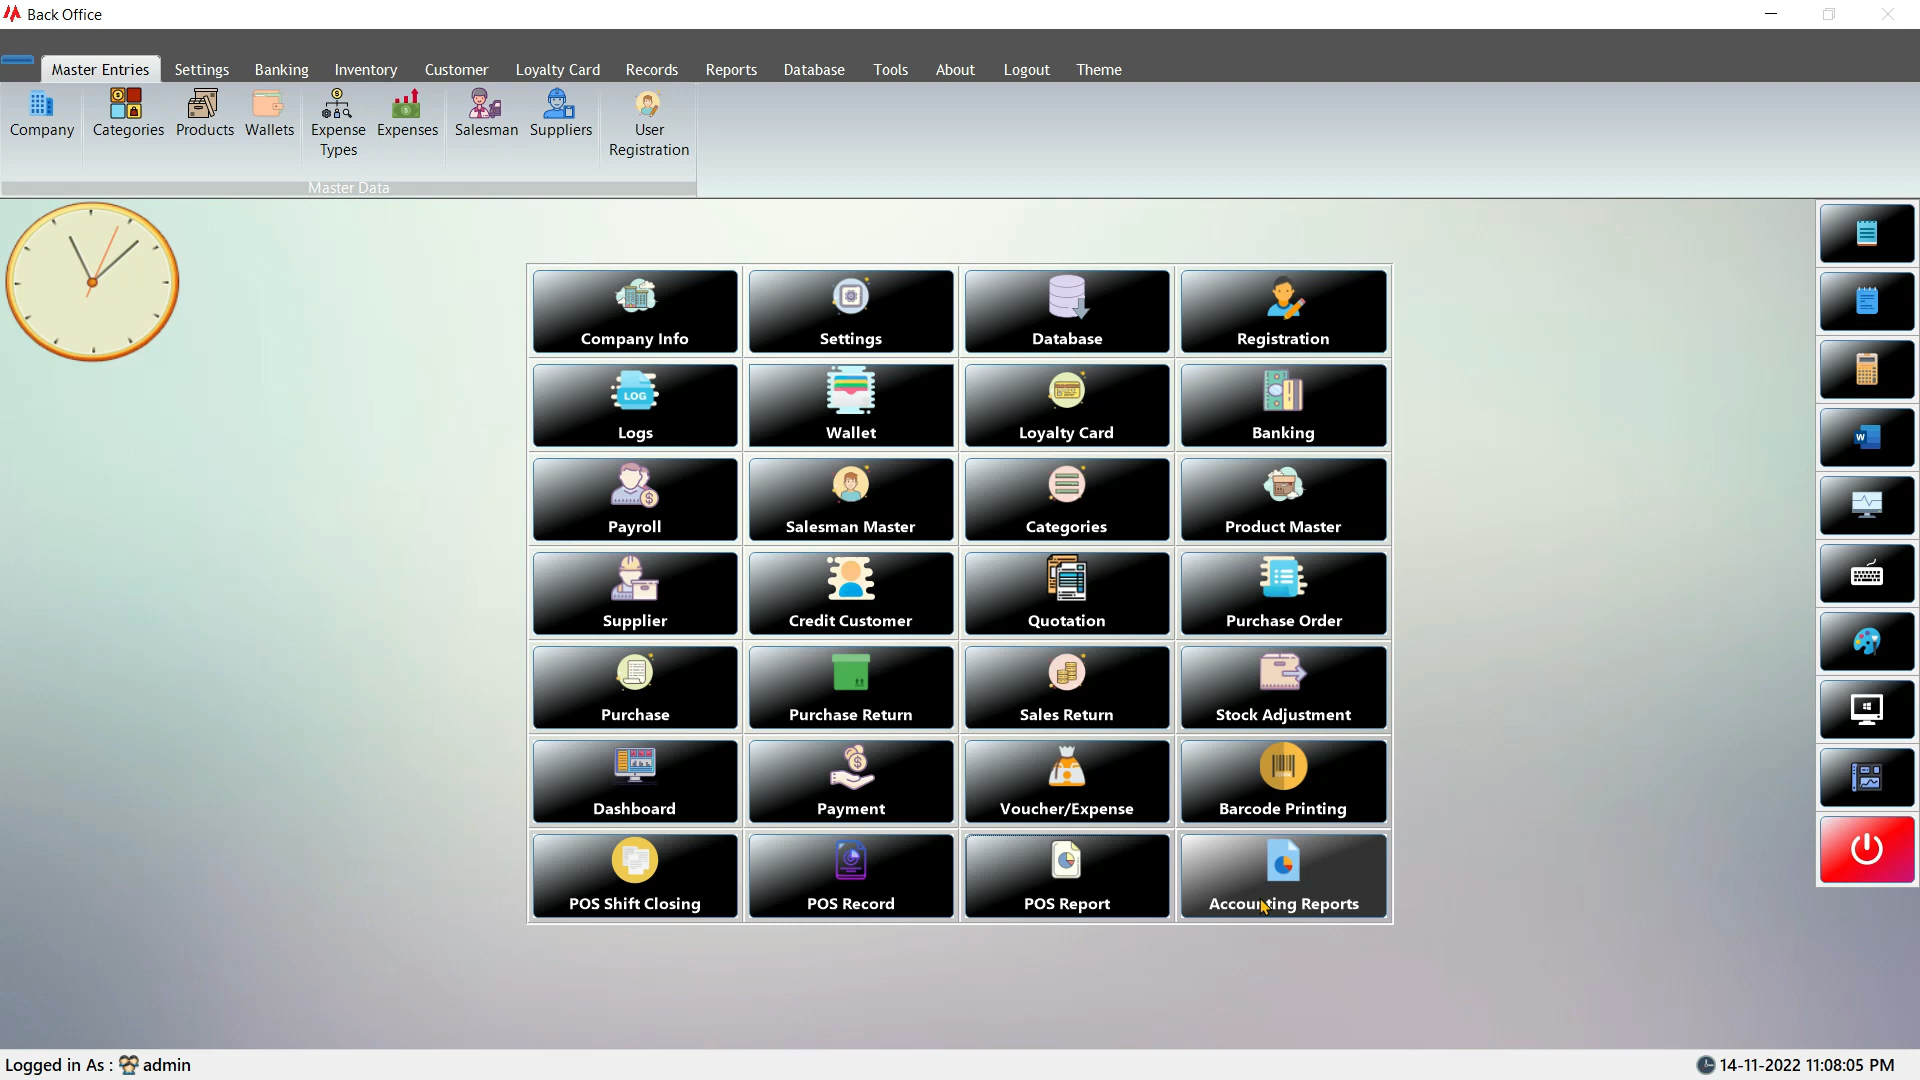 Back Office
Master Entries Settings Banking Inventory Customer Loyalty Card Records Reports Database Tools About Logout Theme
Company Categories Products Wallets Expense Types Expenses Salesman Suppliers User Registration
Master Data
Company Info Settings Database Registration
LOG
Logs Wallet Loyalty Card Banking
W
Payroll Salesman Master Categories Product Master
Supplier Credit Customer Quotation Purchase Order
Purchase Purchase Return Sales Return Stock Adjustment
Dashboard Payment Voucher/Expense Barcode Printing
POS Shift Closing POS Record POS Report Accounting Reports
Logged in As : admin 14-11-2022 11:08:05 PM